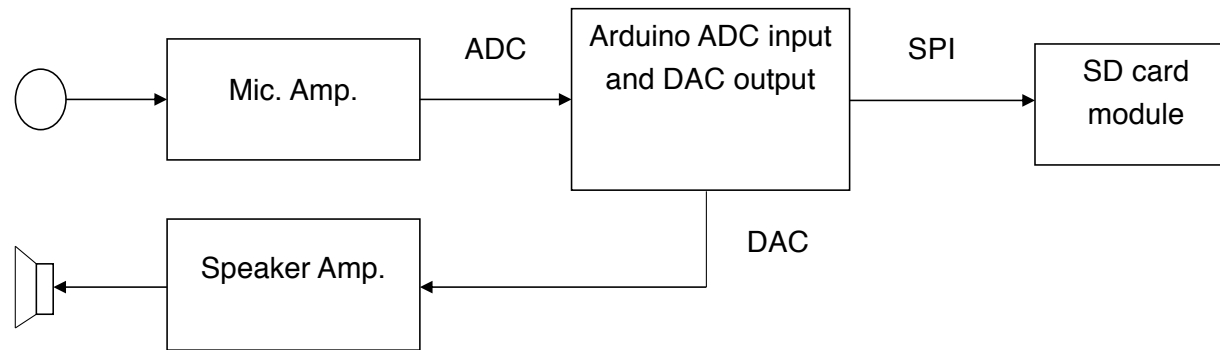 ADC
Arduino ADC input
and DAC output
SPI
SD card
module
Mic. Amp.
DAC
Speaker Amp.